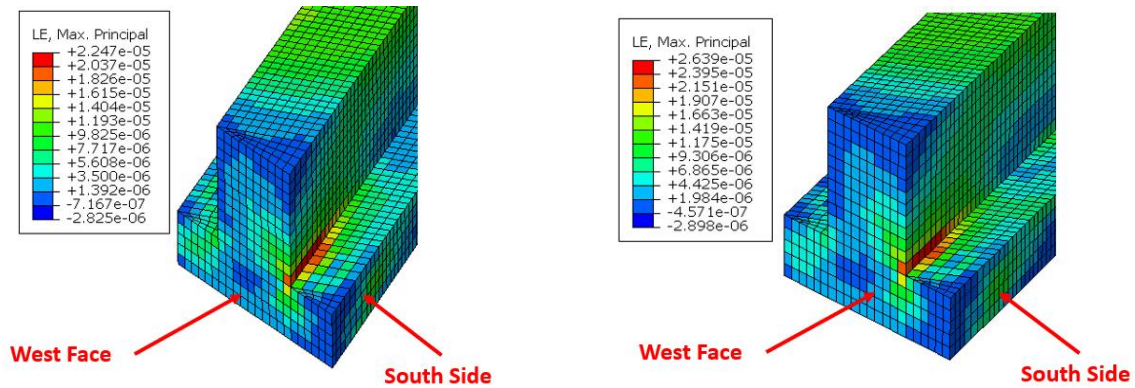 LE, Max. Principal
+2.247e-05
+2.037e-05
+1.826e-05
+1.615e-05
+1.404e-05
+1.193e-05
+9.825e-06
+7.717e-06
+5.608e-06
+3.500e-06
+1.392e-06
-7.167e-07
-2.825e-06
West Face
South Side
LE, Max. Principal
+2.639e-05
+2.395e-05
+2.151e-05
+1.907e-05
+1.663e-05
+1.419e-05
+1.175e-05
+9.306e-06
+6.865e-06
+4.425e-06
+1.984e-06
-4.571e-07
-2.898e-06
West Face
South Side